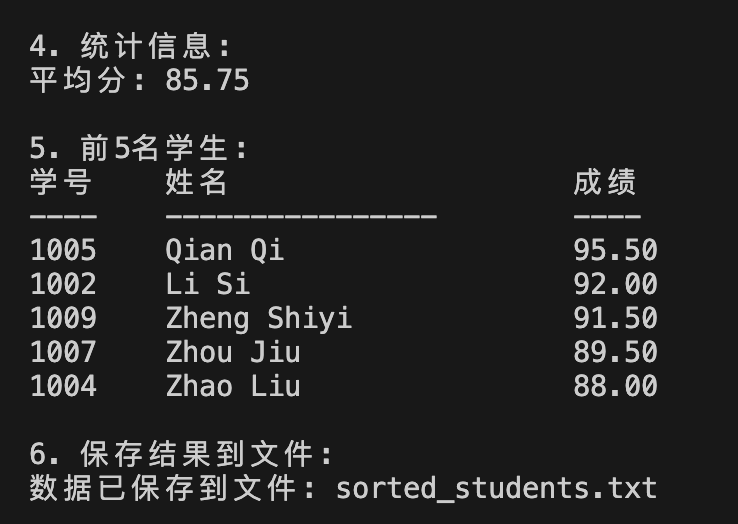 4. 统计信息:
平均分: 85.75
5. 前5名学生:
学号    姓名                    成绩
----    ----------------        ----
1005    Qian Qi                 95.50
1002    Li Si                   92.00
1009    Zheng Shiyi             91.50
1007    Zhou Jiu                89.50
1004    Zhao Liu                88.00
6. 保存结果到文件:
数据已保存到文件: sorted_students.txt